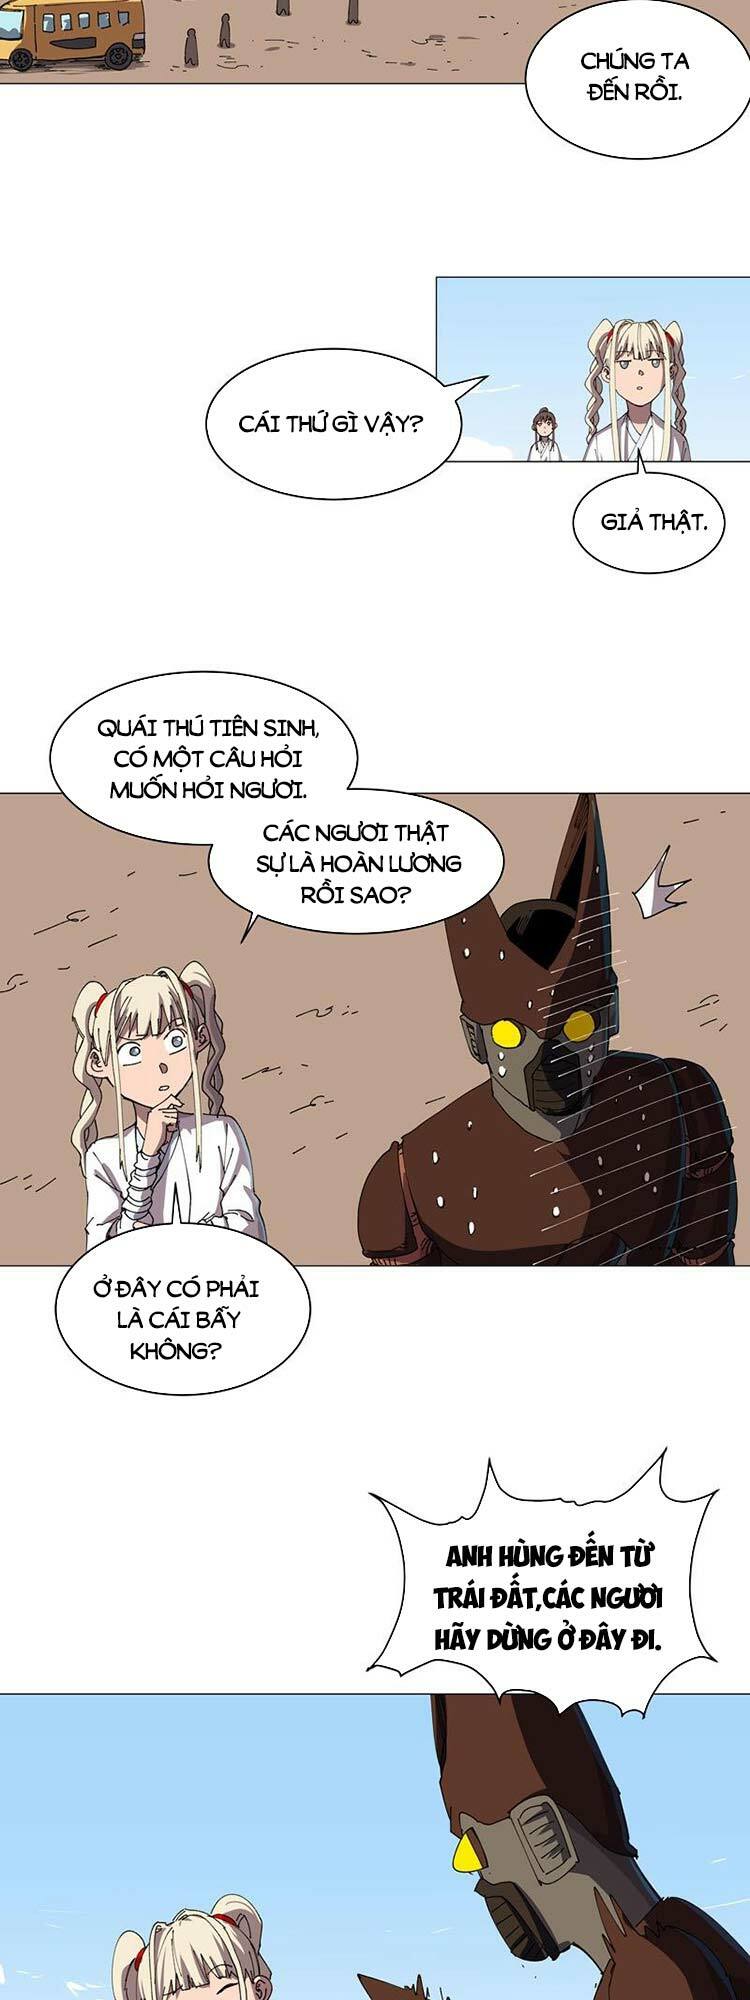 CHÚNG TA
ĐẾN RỒI.
CÁI THỨ GÌ VẬY?
GIẢ THẬT.
QUÁI THÚ TIÊN SINH,
CÓ MỘT CÂU HỎI
MUỐN HỎI NGƯƠI.
CÁC NGƯƠI THẬT
SỰ LÀ HOÀN LƯƠNG
RỒI SAO?
Ở ĐÂY CÓ PHẢI
LÀ CÁI BẪY
KHÔNG?
ANH HÙNG ĐẾN TỪ
TRÁI ĐẤT,CÁC NGƯƠI
HÃY DỪNG Ở ĐÂY ĐI.